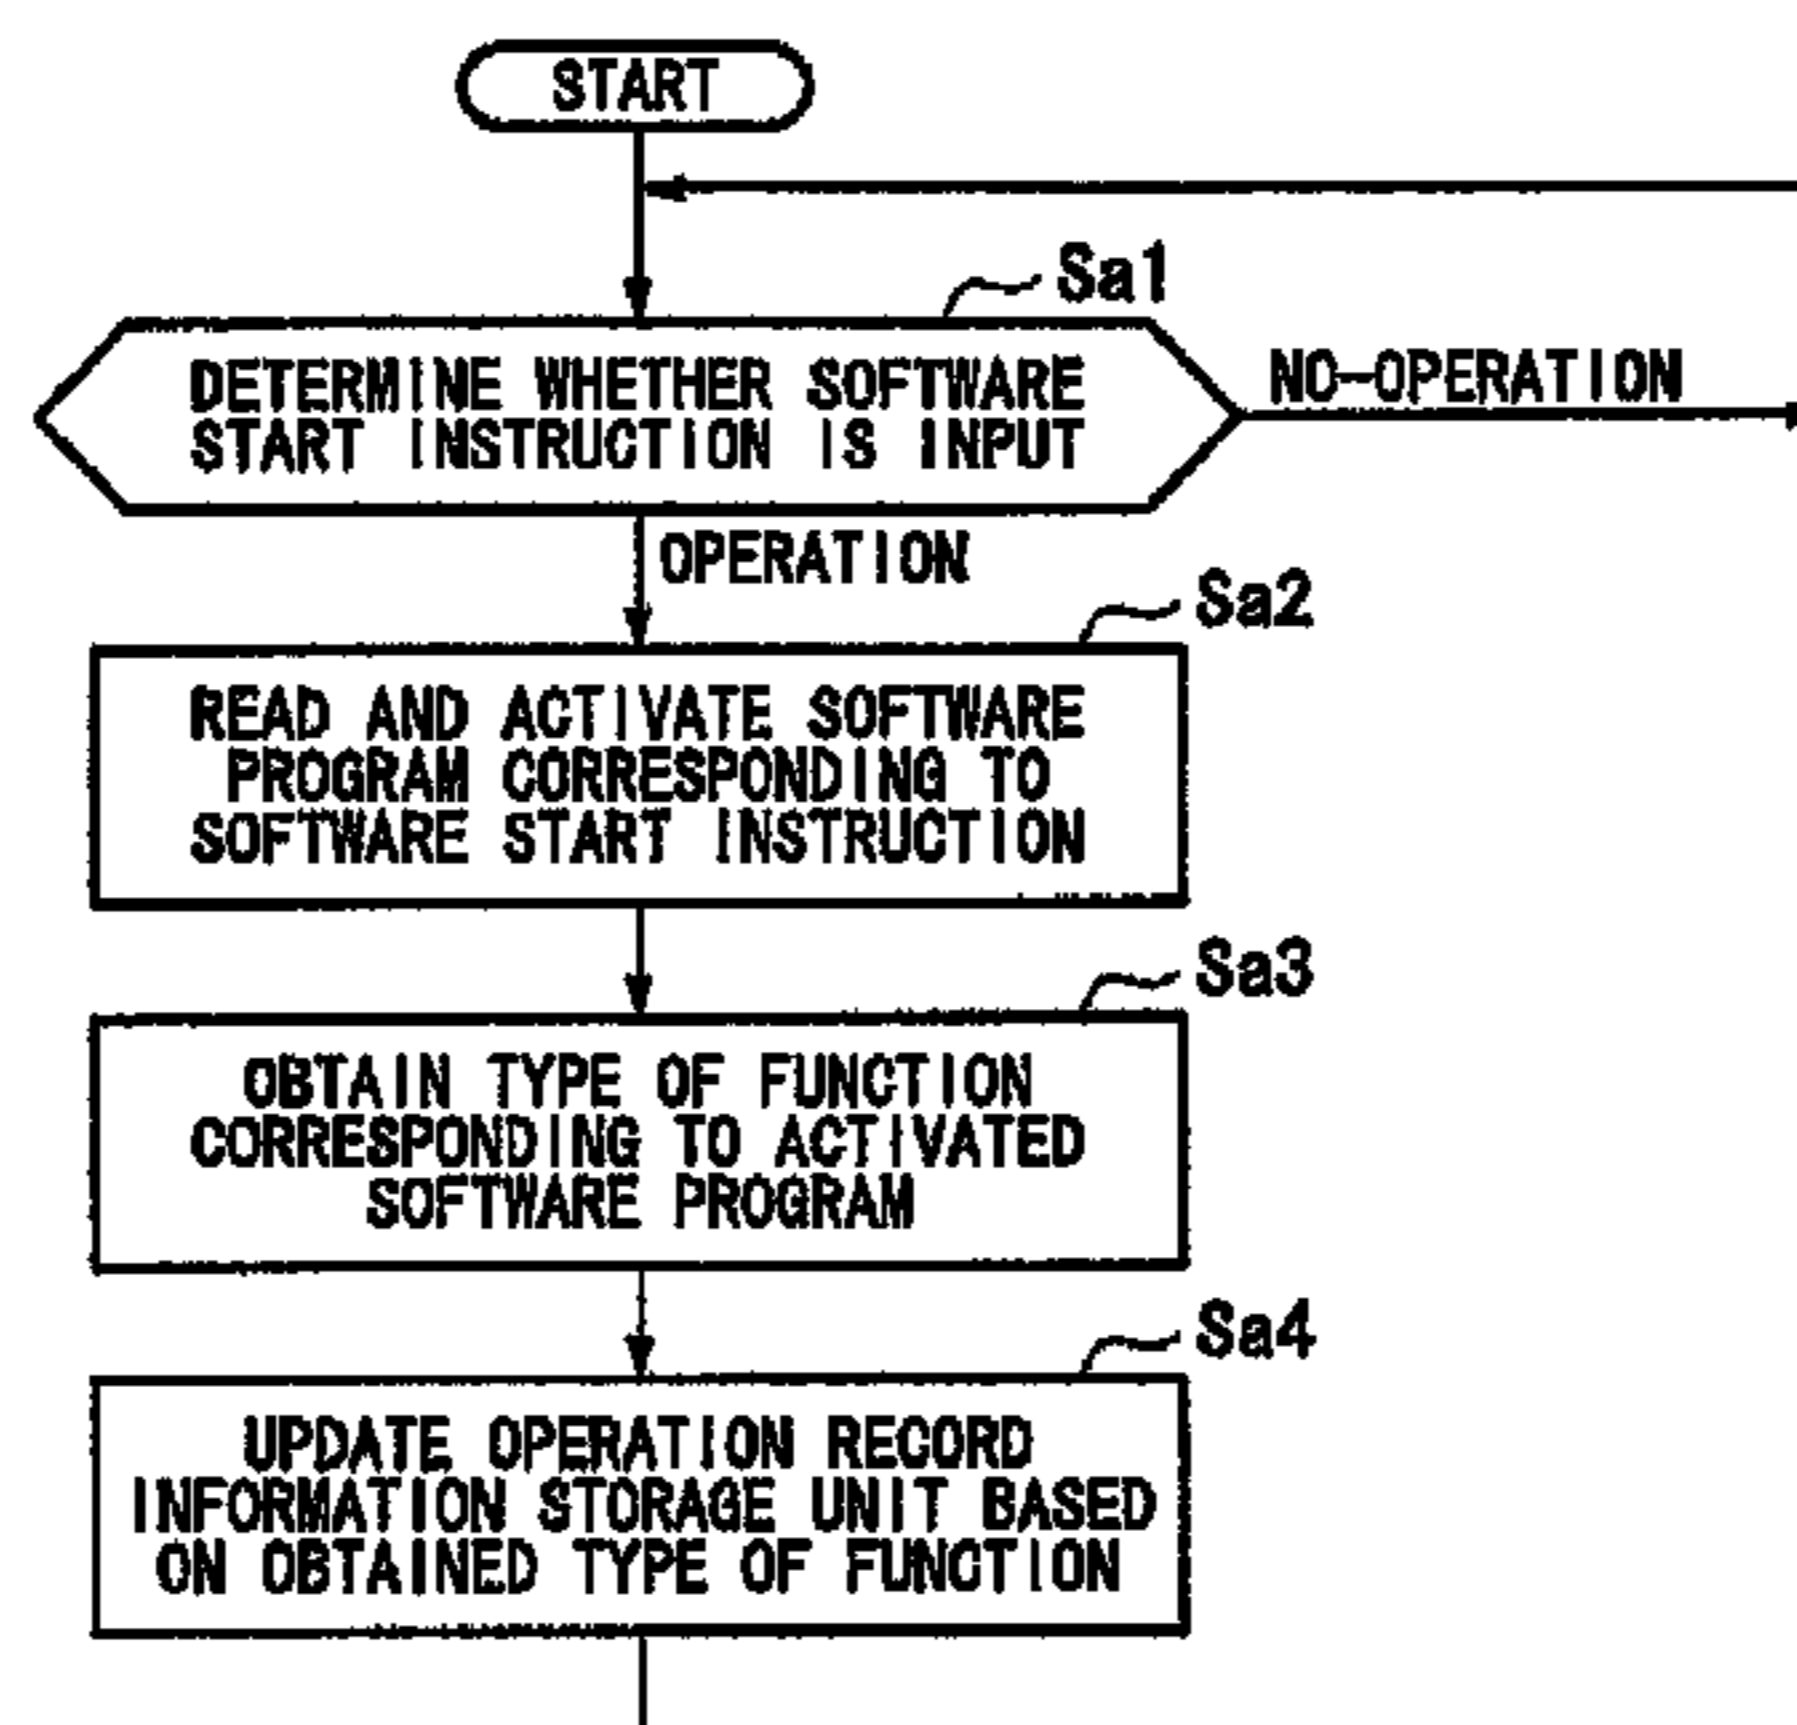 START
Sa1
DETERMINE WHETHER SOFTWARE
START INSTRUCTION IS INPUT
NO-OPERATION
OPERATION
Sa2
READ AND ACTIVATE SOFTWARE
PROGRAM CORRESPONDING TO
SOFTWARE START INSTRUCTION
Sa3
OBTAIN TYPE OF FUNCTION
CORRESPONDING TO ACTIVATED
SOFTWARE PROGRAM
Sa4
UPDATE OPERATION RECORD
INFORMATION STORAGE UNIT BASED
ON OBTAINED TYPE OF FUNCTION